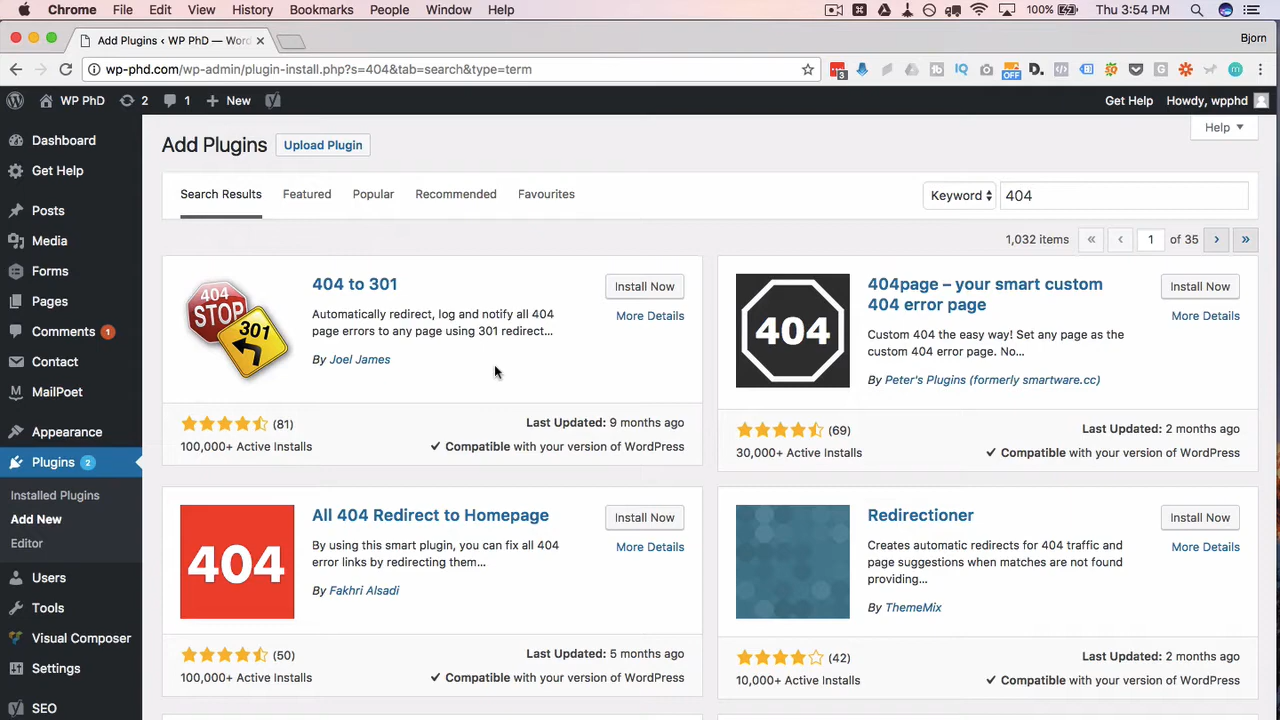 Chrome File Edit View History Bookmarks People Window Help 100% Thu 3:54 PM
Add Plugins ‹ WP PhD — Wor Bjorn
wp-phd.com/wp-admin/plugin-install.php?s=404&tab=search&type=term 3 OFF
WP PhD 2 1 New Get Help Howdy, wpphd
Dashboard
Get Help
Posts
Media
Forms
Pages
Comments 1
Contact
MailPoet
Appearance
Plugins 2
Installed Plugins
Add New
Editor
Users
Tools
Visual Composer
Settings
SEO
Help
Add Plugins Upload Plugin
Search Results Featured Popular Recommended Favourites Keyword 404
1,032 items « ‹ 1 of 35 › »
404 STOP 301
404 to 301
Install Now
More Details
Automatically redirect, log and notify all 404
page errors to any page using 301 redirect...
By Joel James
(81)
100,000+ Active Installs
Last Updated: 9 months ago
Compatible with your version of WordPress
404
404page – your smart custom
404 error page
Install Now
More Details
Custom 404 the easy way! Set any page as the
custom 404 error page. No...
By Peter's Plugins (formerly smartware.cc)
(69)
30,000+ Active Installs
Last Updated: 2 months ago
Compatible with your version of WordPress
404
All 404 Redirect to Homepage
Install Now
More Details
By using this smart plugin, you can fix all 404
error links by redirecting them...
By Fakhri Alsadi
(50)
100,000+ Active Installs
Last Updated: 5 months ago
Compatible with your version of WordPress
Redirectioner
Install Now
More Details
Creates automatic redirects for 404 traffic and
page suggestions when matches are not found
providing...
By ThemeMix
(42)
10,000+ Active Installs
Last Updated: 2 months ago
Compatible with your version of WordPress